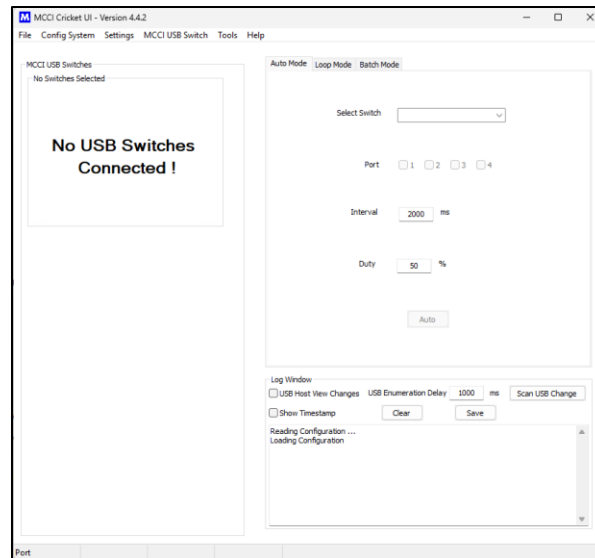 M MCCI Cricket UI - Version 4.4.2
File Config System Settings MCCI USB Switch Tools Help
MCCI USB Switches
No Switches Selected
No USB Switches
Connected !
Auto Mode Loop Mode Batch Mode
Select Switch
Port 1 2 3 4
Interval 2000 ms
Duty 50 %
Auto
Log Window
USB Host View Changes USB Enumeration Delay 1000 ms Scan USB Change
Show Timestamp Clear Save
Reading Configuration ...
Loading Configuration
Port